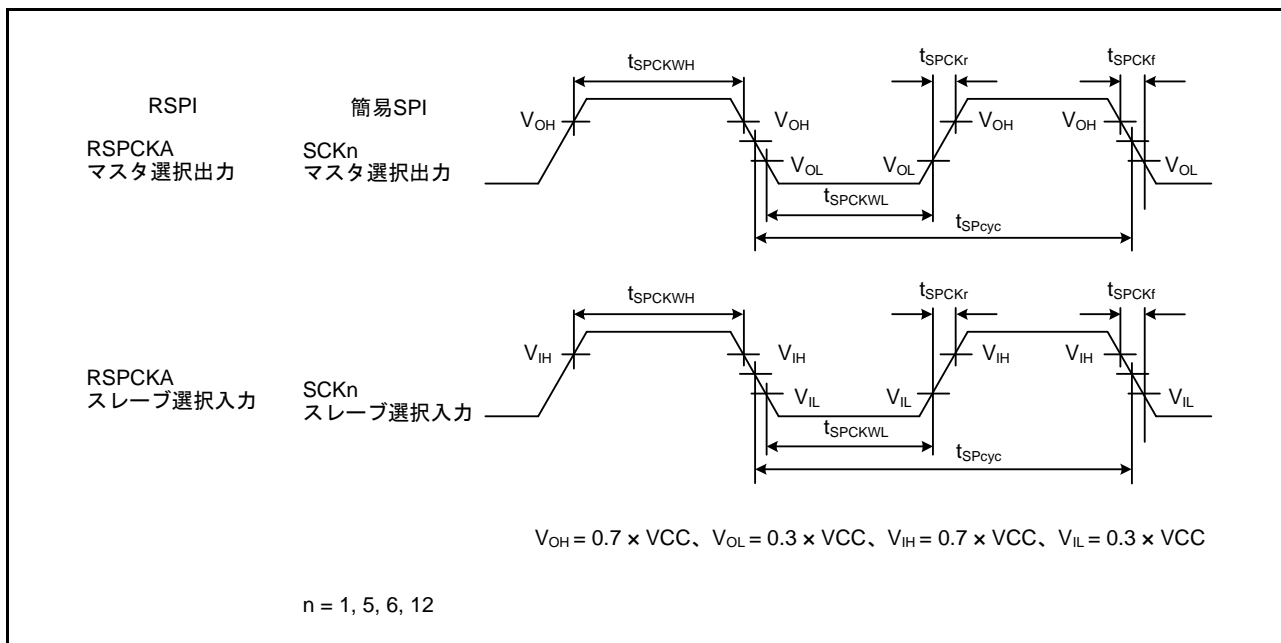 tSPCKWH
tSPCKr
tSPCKf
RSPI
簡易SPI
VOH
VOH
VOH
VOH
RSPCKA
マスタ選択出力
SCKn
マスタ選択出力
VOL
VOL
VOL
tSPCKWL
tSPcyc
tSPCKWH
tSPCKr
tSPCKf
VIH
VIH
VIH
VIH
RSPCKA
スレーブ選択入力
SCKn
スレーブ選択入力
VIL
VIL
VIL
tSPCKWL
tSPcyc
VOH = 0.7 × VCC、VOL = 0.3 × VCC、VIH = 0.7 × VCC、VIL = 0.3 × VCC
n = 1, 5, 6, 12